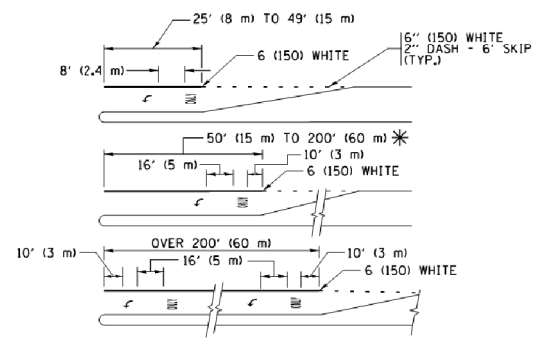 25' (8 m) TO 49' (15 m)
6" (150) WHITE
2" DASH - 6' SKIP
(TYP.)
6 (150) WHITE
8' (2.4 m)
ONLY
50' (15 m) TO 200' (60 m) *
16' (5 m)
10' (3 m)
6 (150) WHITE
ONLY
OVER 200' (60 m)
10' (3 m)
16' (5 m)
10' (3 m)
6 (150) WHITE
ONLY
ONLY